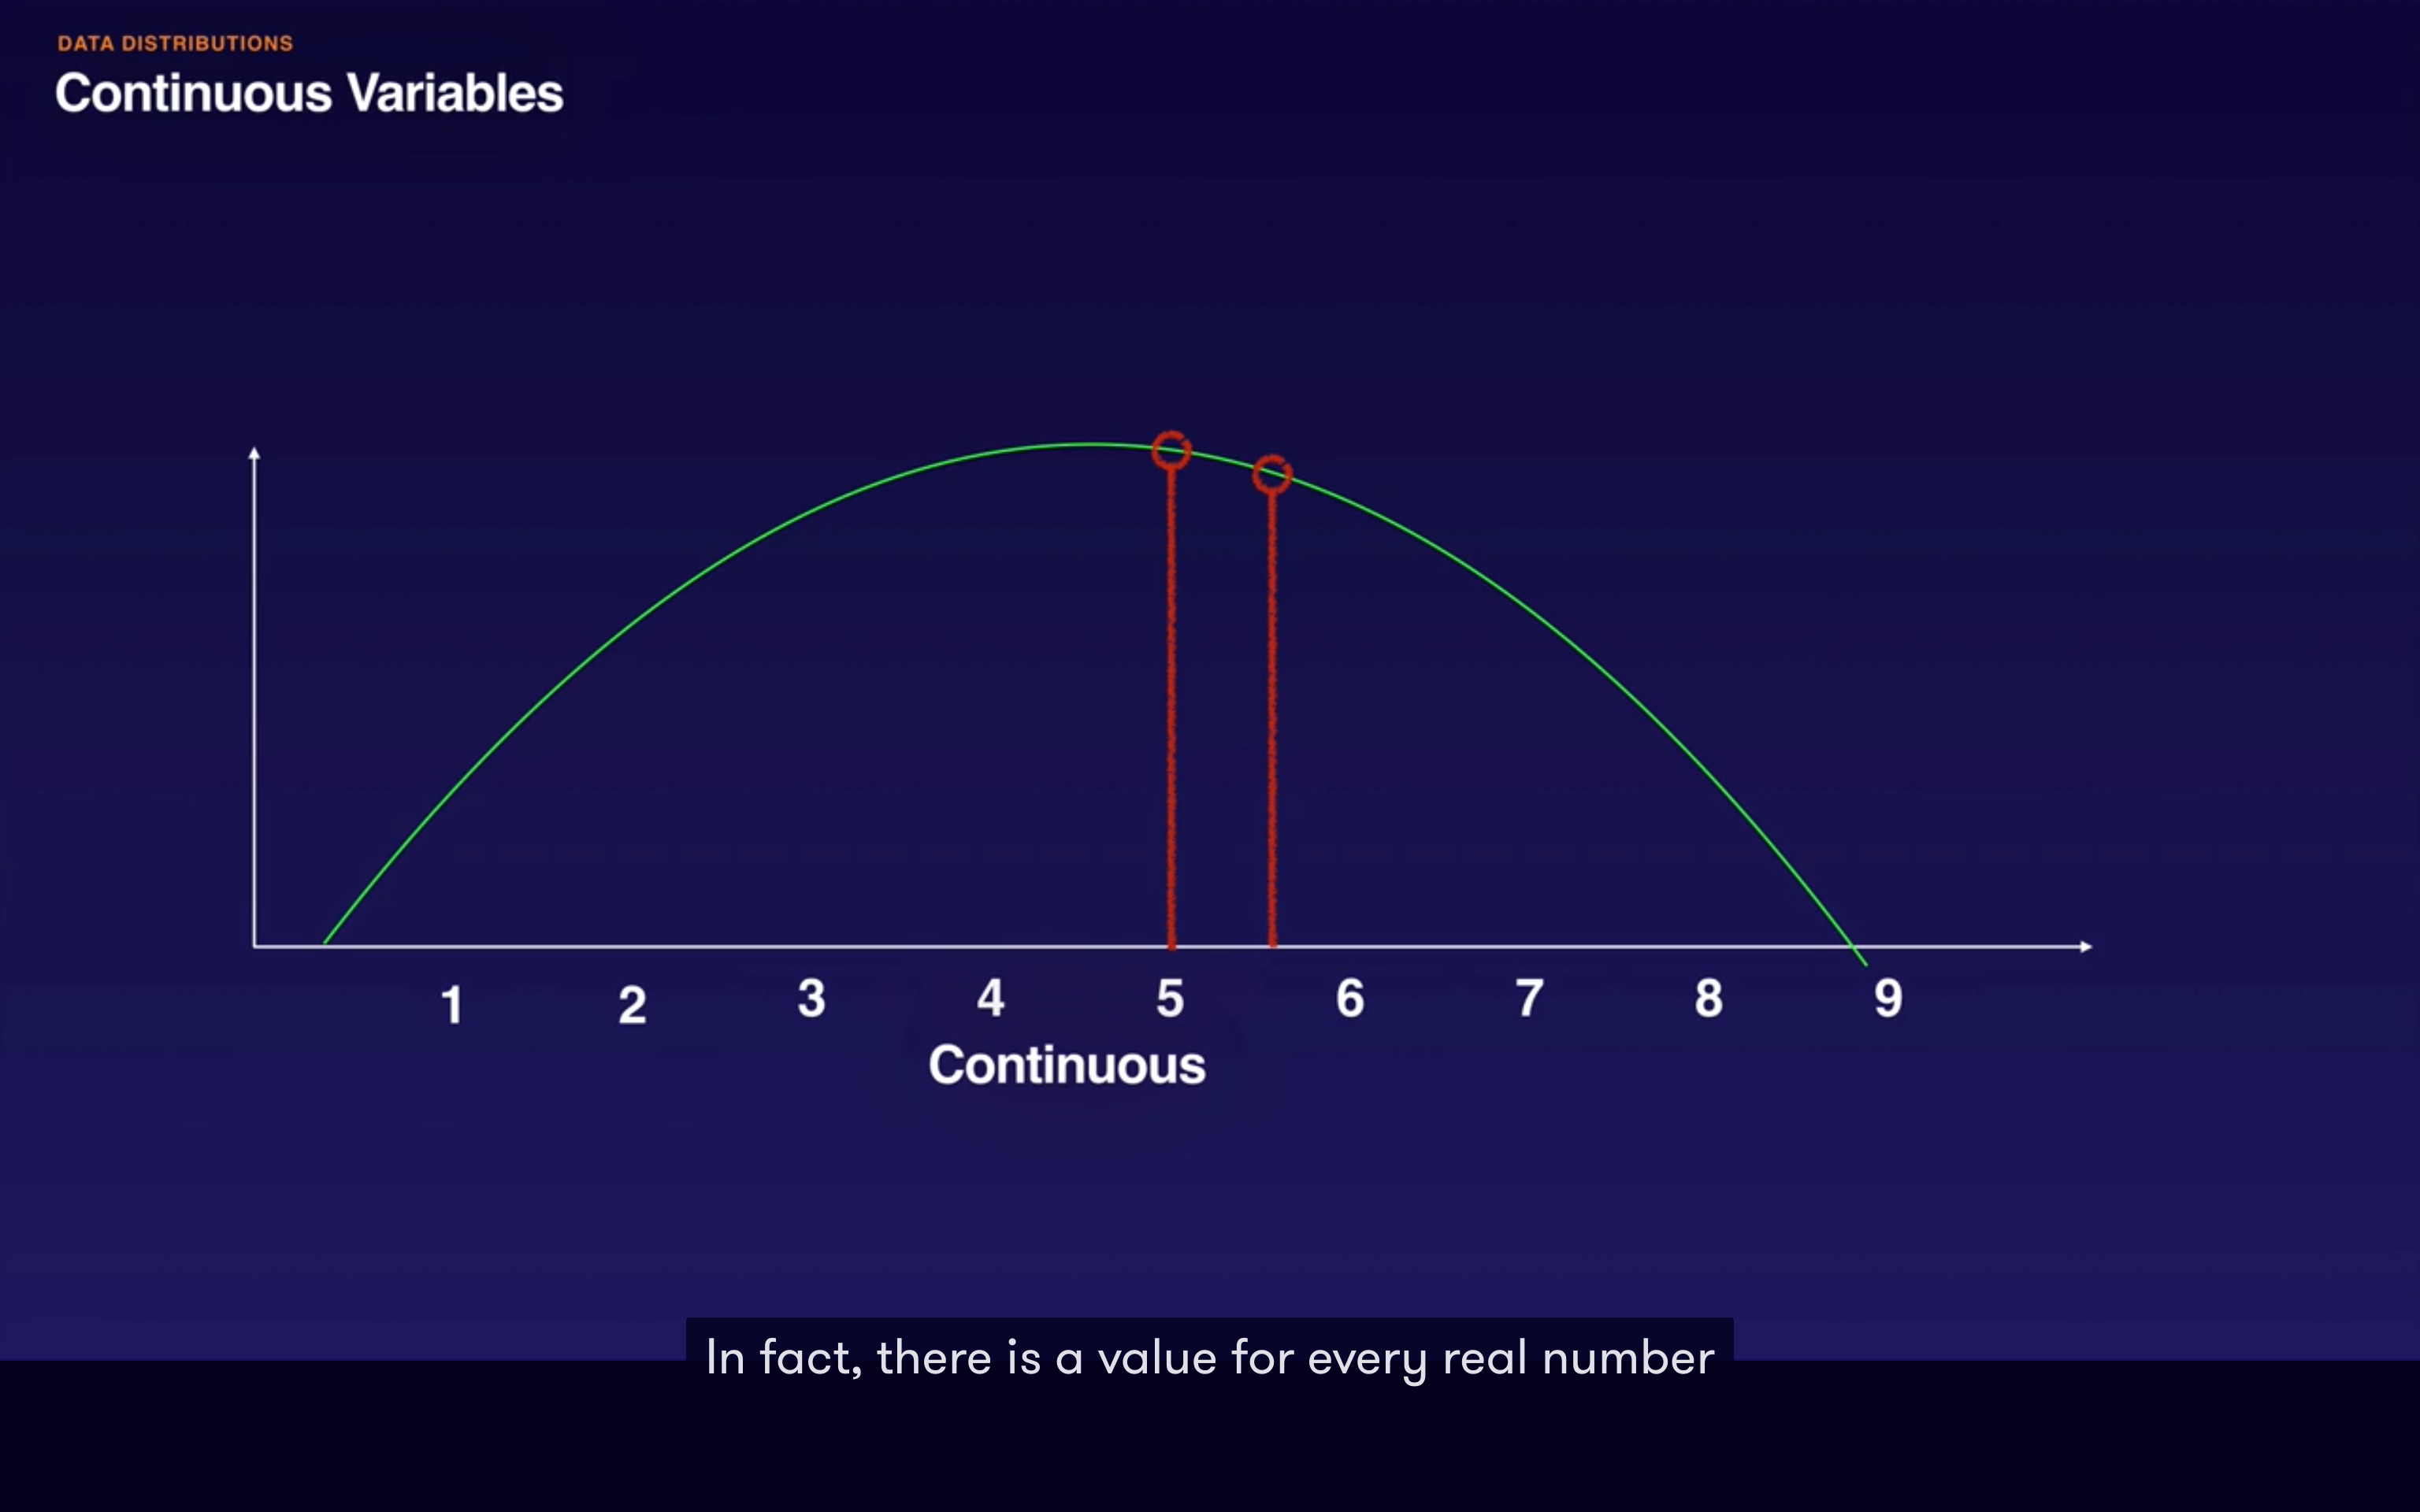 DATA DISTRIBUTIONS
Continuous Variables
1 2 3 4 5 6 7 8 9
Continuous
In fact, there is a value for every real number